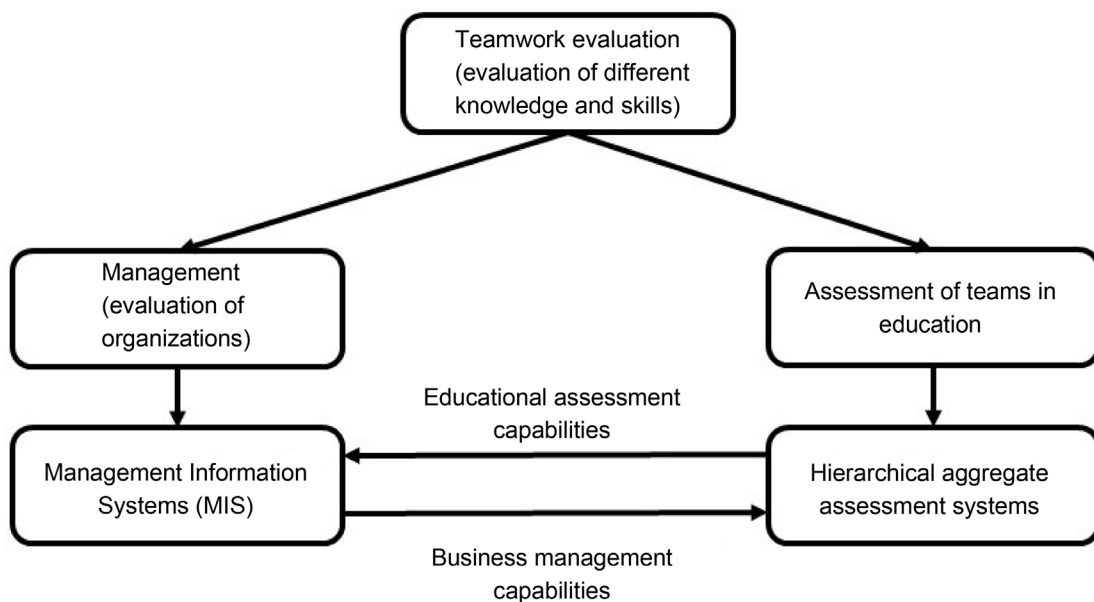 Teamwork evaluation
(evaluation of different
knowledge and skills)
Management
(evaluation of
organizations)
Assessment of teams in
education
Educational assessment
capabilities
Management Information
Systems (MIS)
Hierarchical aggregate
assessment systems
Business management
capabilities